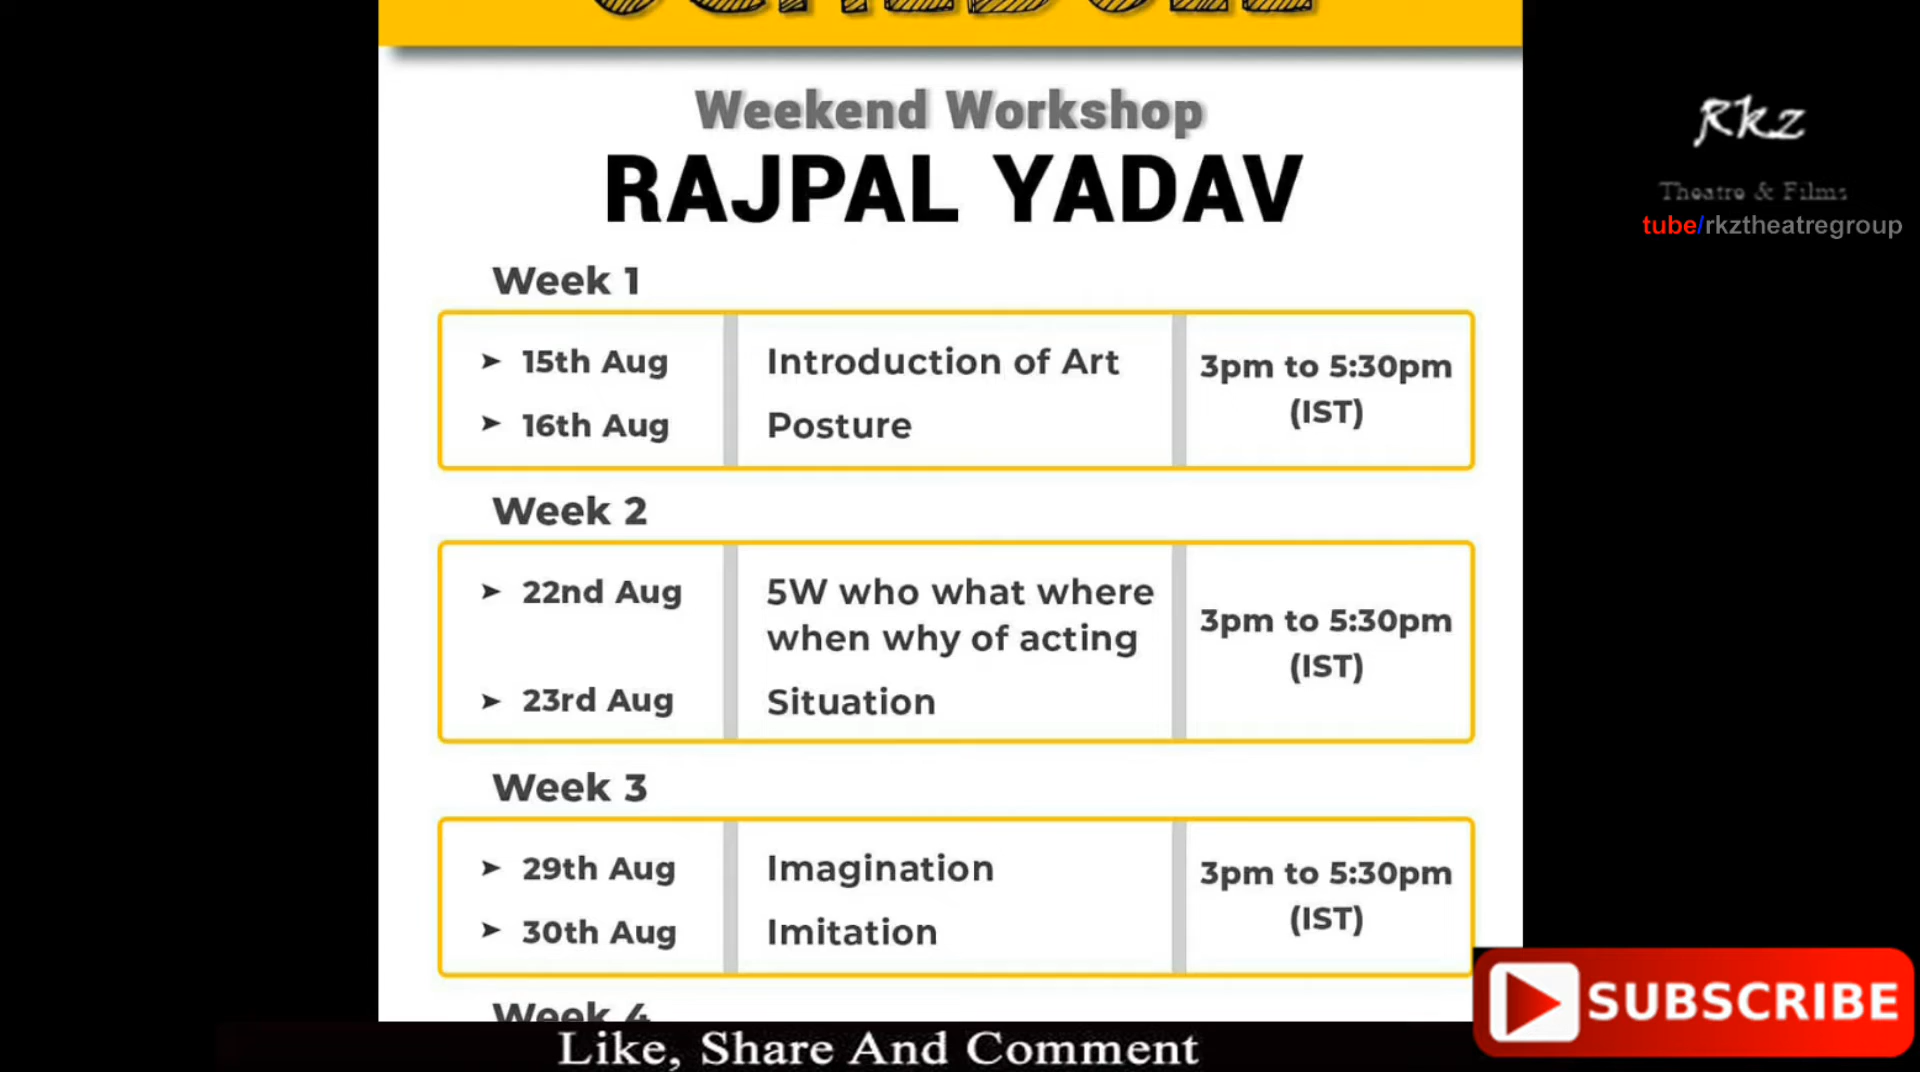 SCHEDULE
Weekend Workshop
RAJPAL YADAV
Week 1
➤ 15th Aug
Introduction of Art
➤ 16th Aug
Posture
3pm to 5:30pm
(IST)
Week 2
➤ 22nd Aug
5W who what where
when why of acting
➤ 23rd Aug
Situation
3pm to 5:30pm
(IST)
Week 3
➤ 29th Aug
Imagination
➤ 30th Aug
Imitation
3pm to 5:30pm
(IST)
Week 4
Rkz
Theatre & Films
tube/rkztheatregroup
SUBSCRIBE
Like, Share And Comment